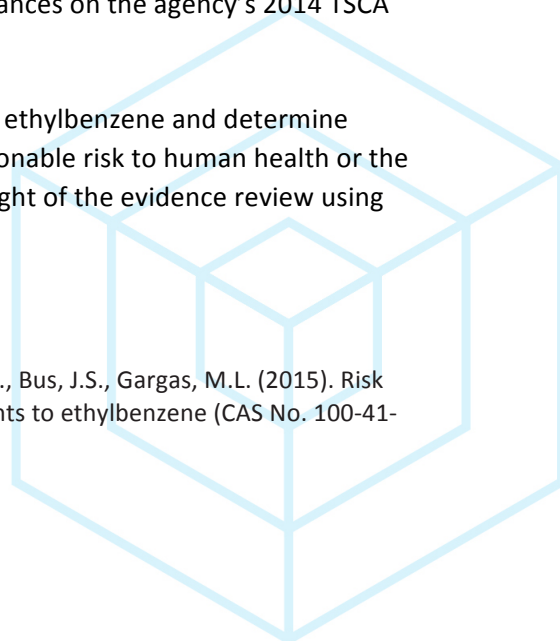 ances on the agency's 2014 TSCA
ethylbenzene and determine
onable risk to human health or the
ght of the evidence review using
., Bus, J.S., Gargas, M.L. (2015). Risk
nts to ethylbenzene (CAS No. 100-41-